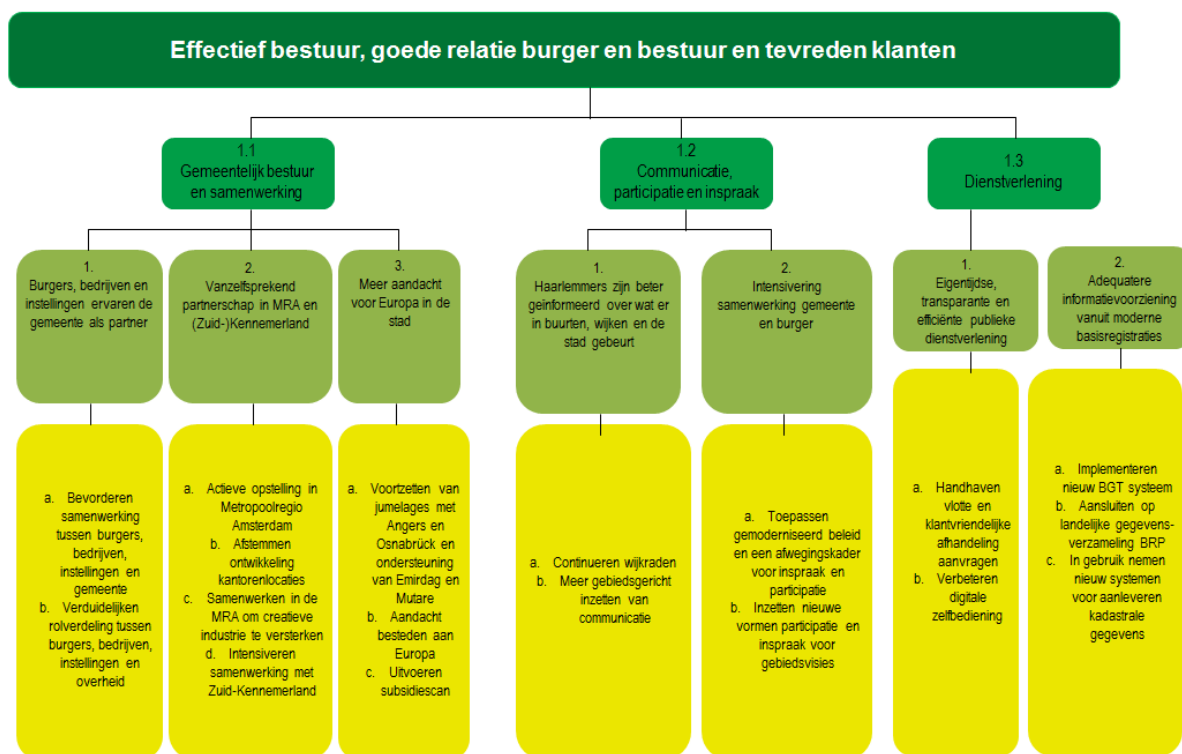 Effectief bestuur, goede relatie burger en bestuur en tevreden klanten
1.1
Gemeentelijk bestuur
en samenwerking
1.2
Communicatie,
participatie en inspraak
1.3
Dienstverlening
1.
Burgers, bedrijven en
instellingen ervaren de
gemeente als partner
2.
Vanzelfsprekend
partnerschap in MRA en
(Zuid-)Kennemerland
3.
Meer aandacht
voor Europa in de
stad
1.
Haarlemmers zijn beter
geïnformeerd over wat er
in buurten, wijken en de
stad gebeurt
2.
Intensivering
samenwerking gemeente
en burger
1.
Eigentijdse,
transparante en
efficiënte publieke
dienstverlening
2.
Adequatere
informatievoorziening
vanuit moderne
basisregistraties
a. Bevorderen
samenwerking
tussen burgers,
bedrijven,
instellingen en
gemeente
b. Verduidelijken
rolverdeling tussen
burgers, bedrijven,
instellingen en
overheid
a. Actieve opstelling in
Metropoolregio
Amsterdam
b. Afstemmen
ontwikkeling
kantorenlocaties
c. Samenwerken in de
MRA om creatieve
industrie te versterken
d. Intensiveren
samenwerking met
Zuid-Kennemerland
a. Voortzetten van
jumelages met
Angers en
Osnabrück en
ondersteuning
van Emirdag en
Mutare
b. Aandacht
besteden aan
Europa
c. Uitvoeren
subsidiescan
a. Continueren wijkraden
b. Meer gebiedsgericht
inzetten van
communicatie
a. Toepassen
gemoderniseerd beleid
en een afwegingskader
voor inspraak en
participatie
b. Inzetten nieuwe
vormen participatie en
inspraak voor
gebiedsvisies
a. Handhaven
vlotte en
klantvriendelijke
afhandeling
aanvragen
b. Verbeteren
digitale
zelfbediening
a. Implementeren
nieuw BGT systeem
b. Aansluiten op
landelijke gegevens-
verzameling BRP
c. In gebruik nemen
nieuw systemen
voor aanleveren
kadastrale
gegevens